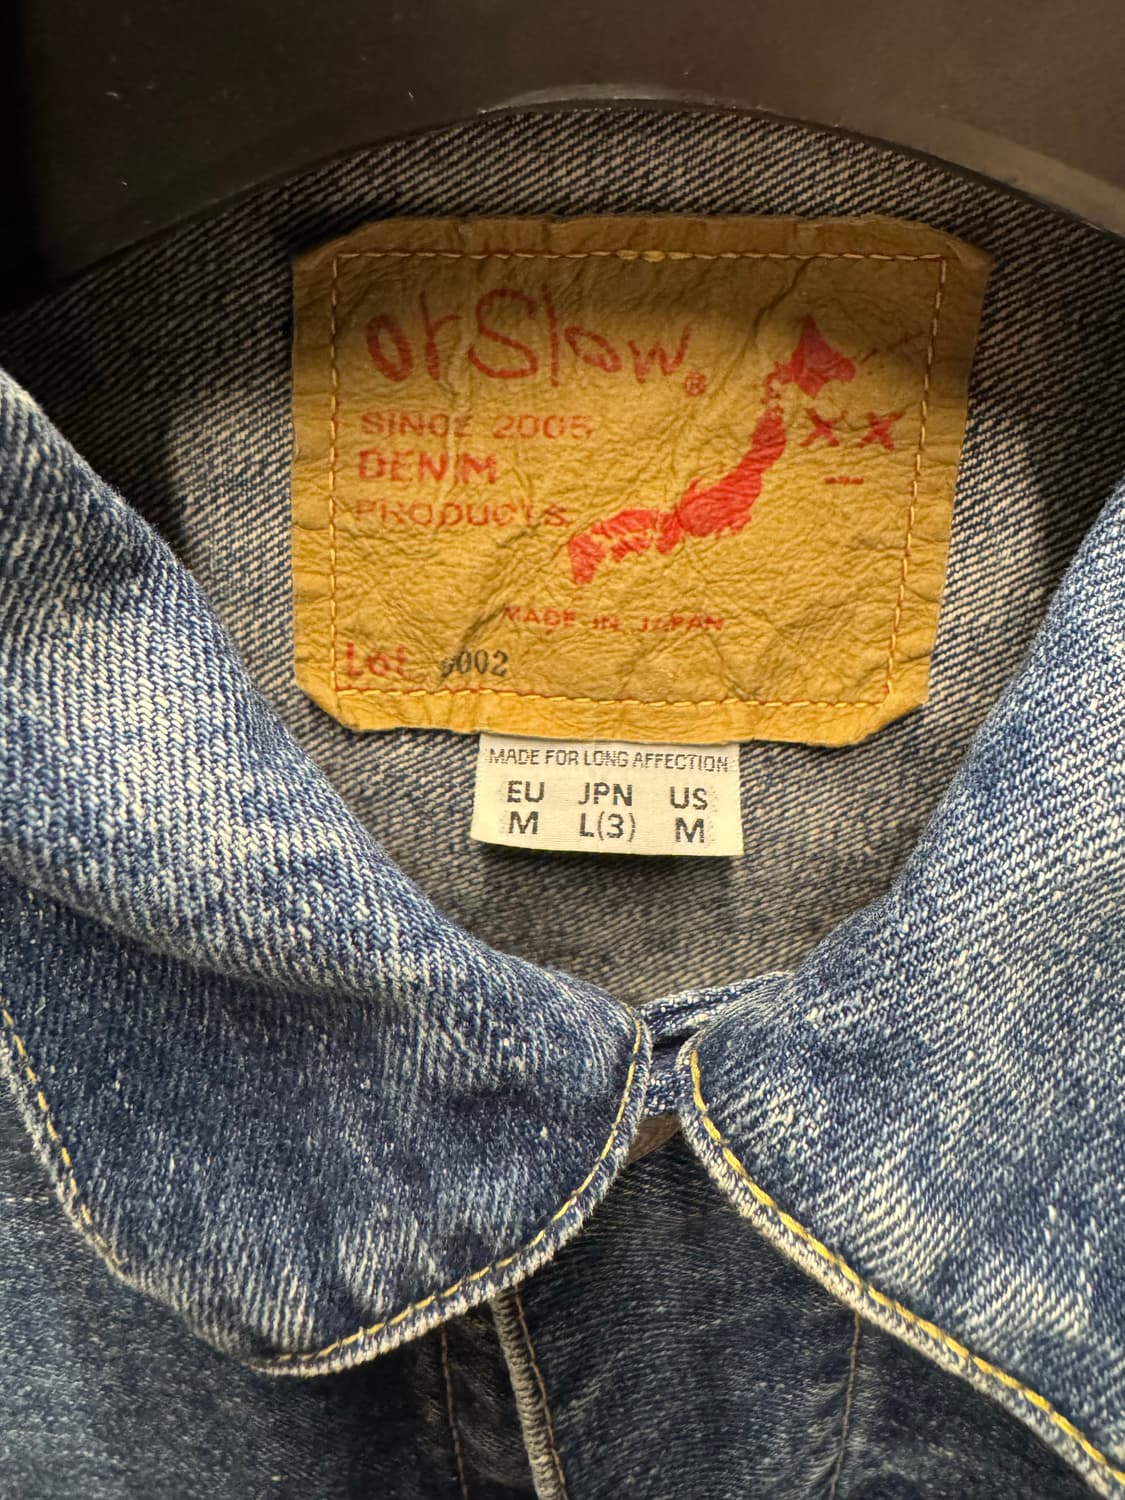 orSlow®
SINCE 2005
DENIM
PRODUCTS
XX
MADE IN JAPAN
Lot
MADE FOR LONG AFFECTION
EU JPN US
M L(3) M